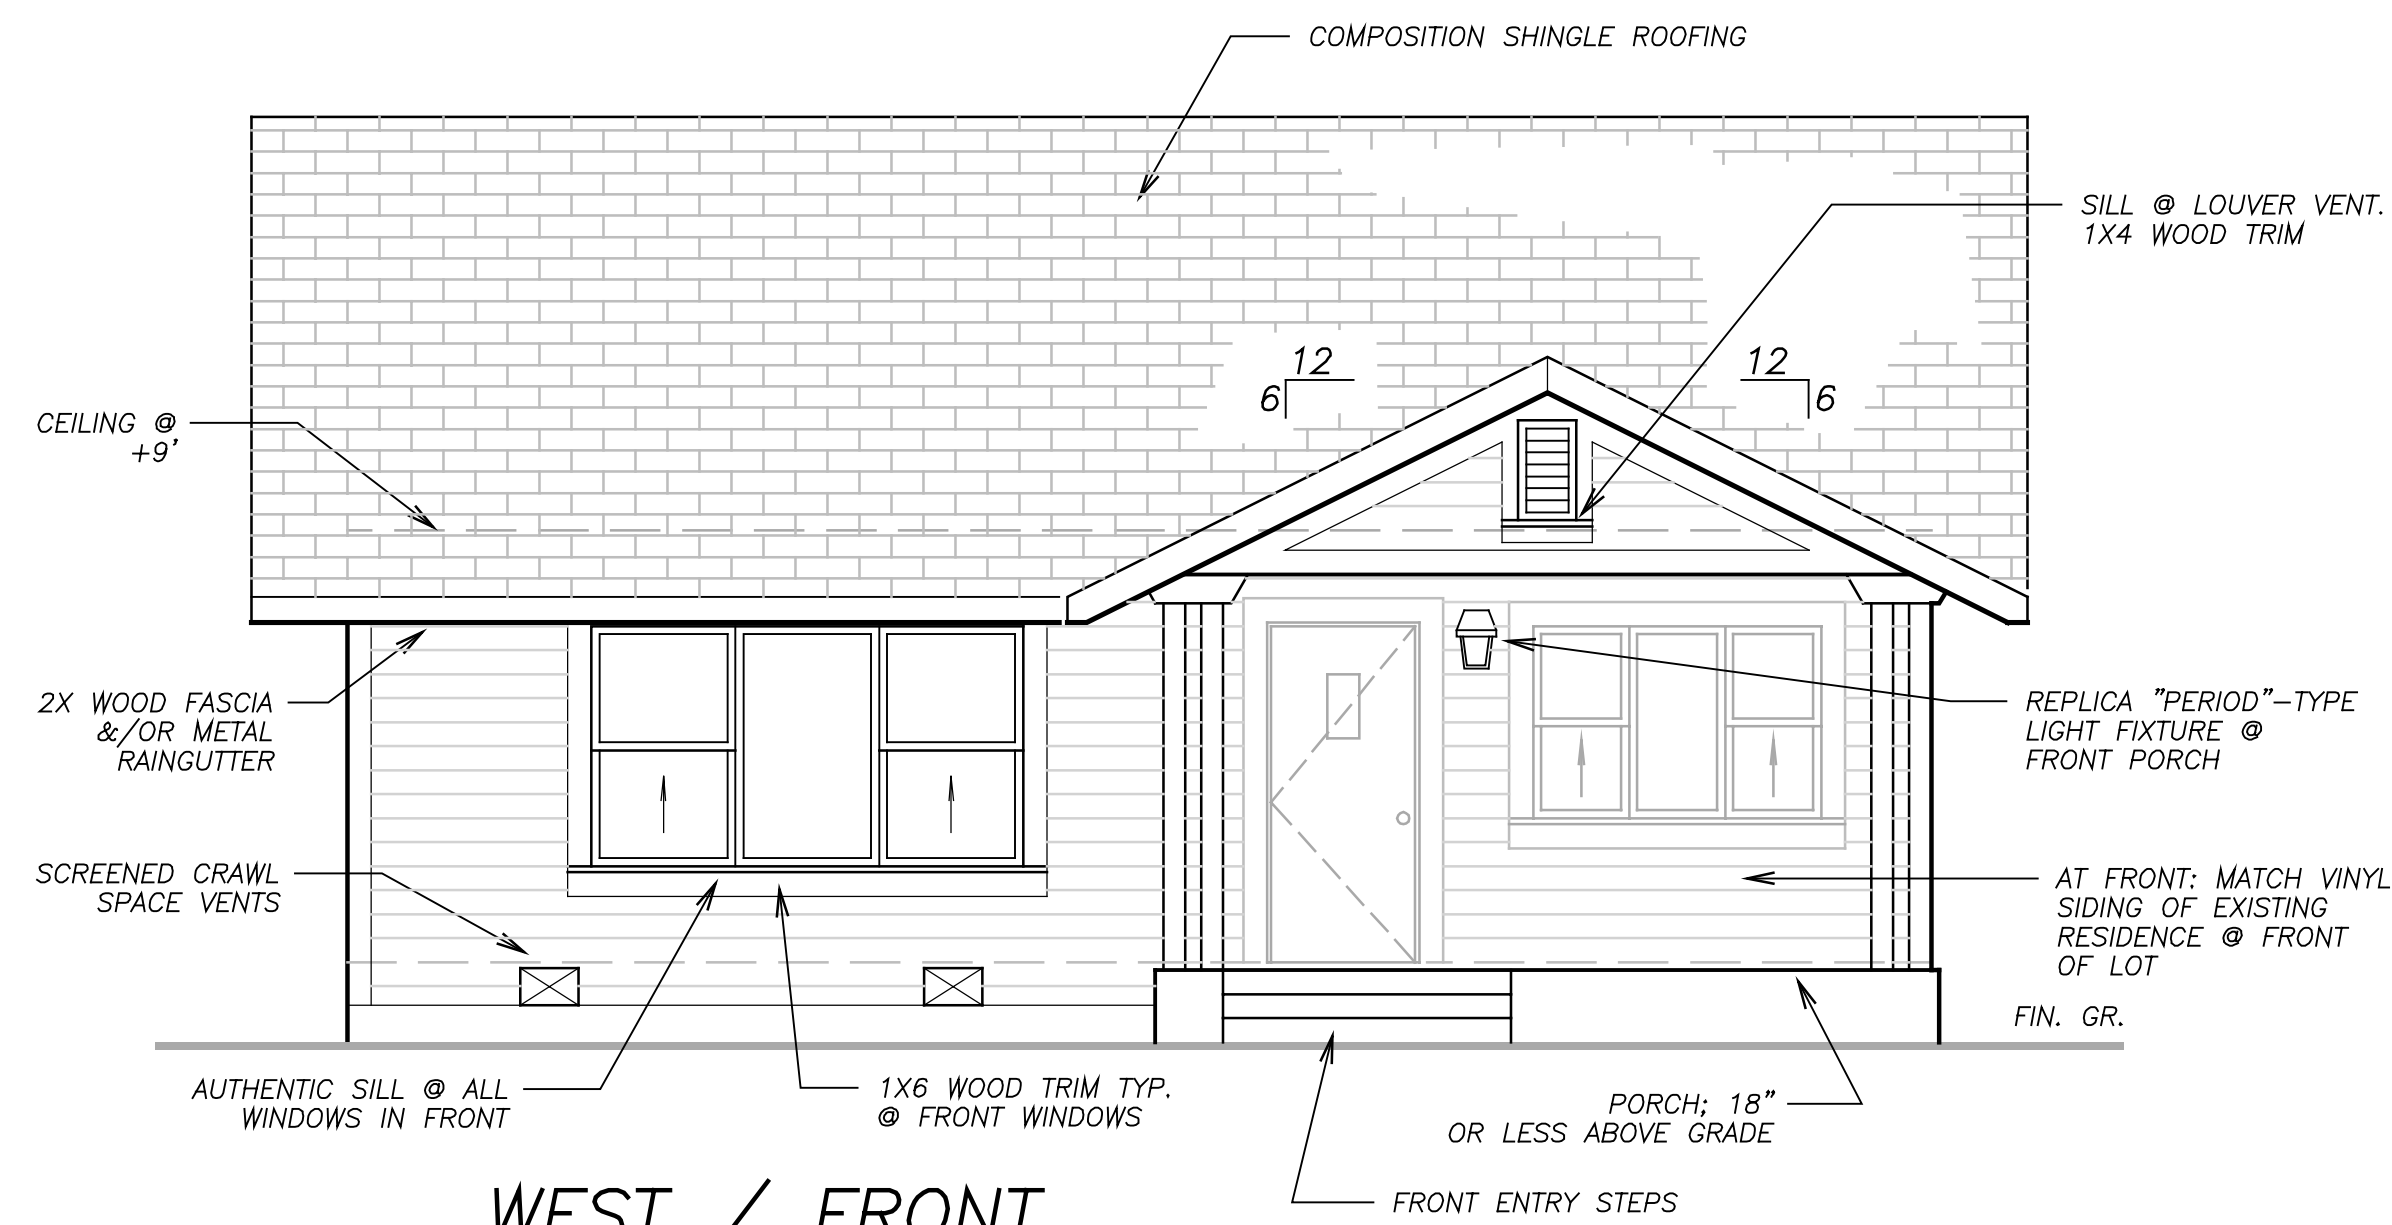 COMPOSITION SHINGLE ROOFING
SILL @ LOUVER VENT.
1X4 WOOD TRIM
12
6
12
6
CEILING @
+9'
2X WOOD FASCIA
&/OR METAL
RAINGUTTER
REPLICA "PERIOD"-TYPE
LIGHT FIXTURE @
FRONT PORCH
SCREENED CRAWL
SPACE VENTS
AT FRONT: MATCH VINYL
SIDING OF EXISTING
RESIDENCE @ FRONT
OF LOT
FIN. GR.
AUTHENTIC SILL @ ALL
WINDOWS IN FRONT
1X6 WOOD TRIM TYP.
@ FRONT WINDOWS
PORCH; 18"
OR LESS ABOVE GRADE
FRONT ENTRY STEPS
WEST / FRONT